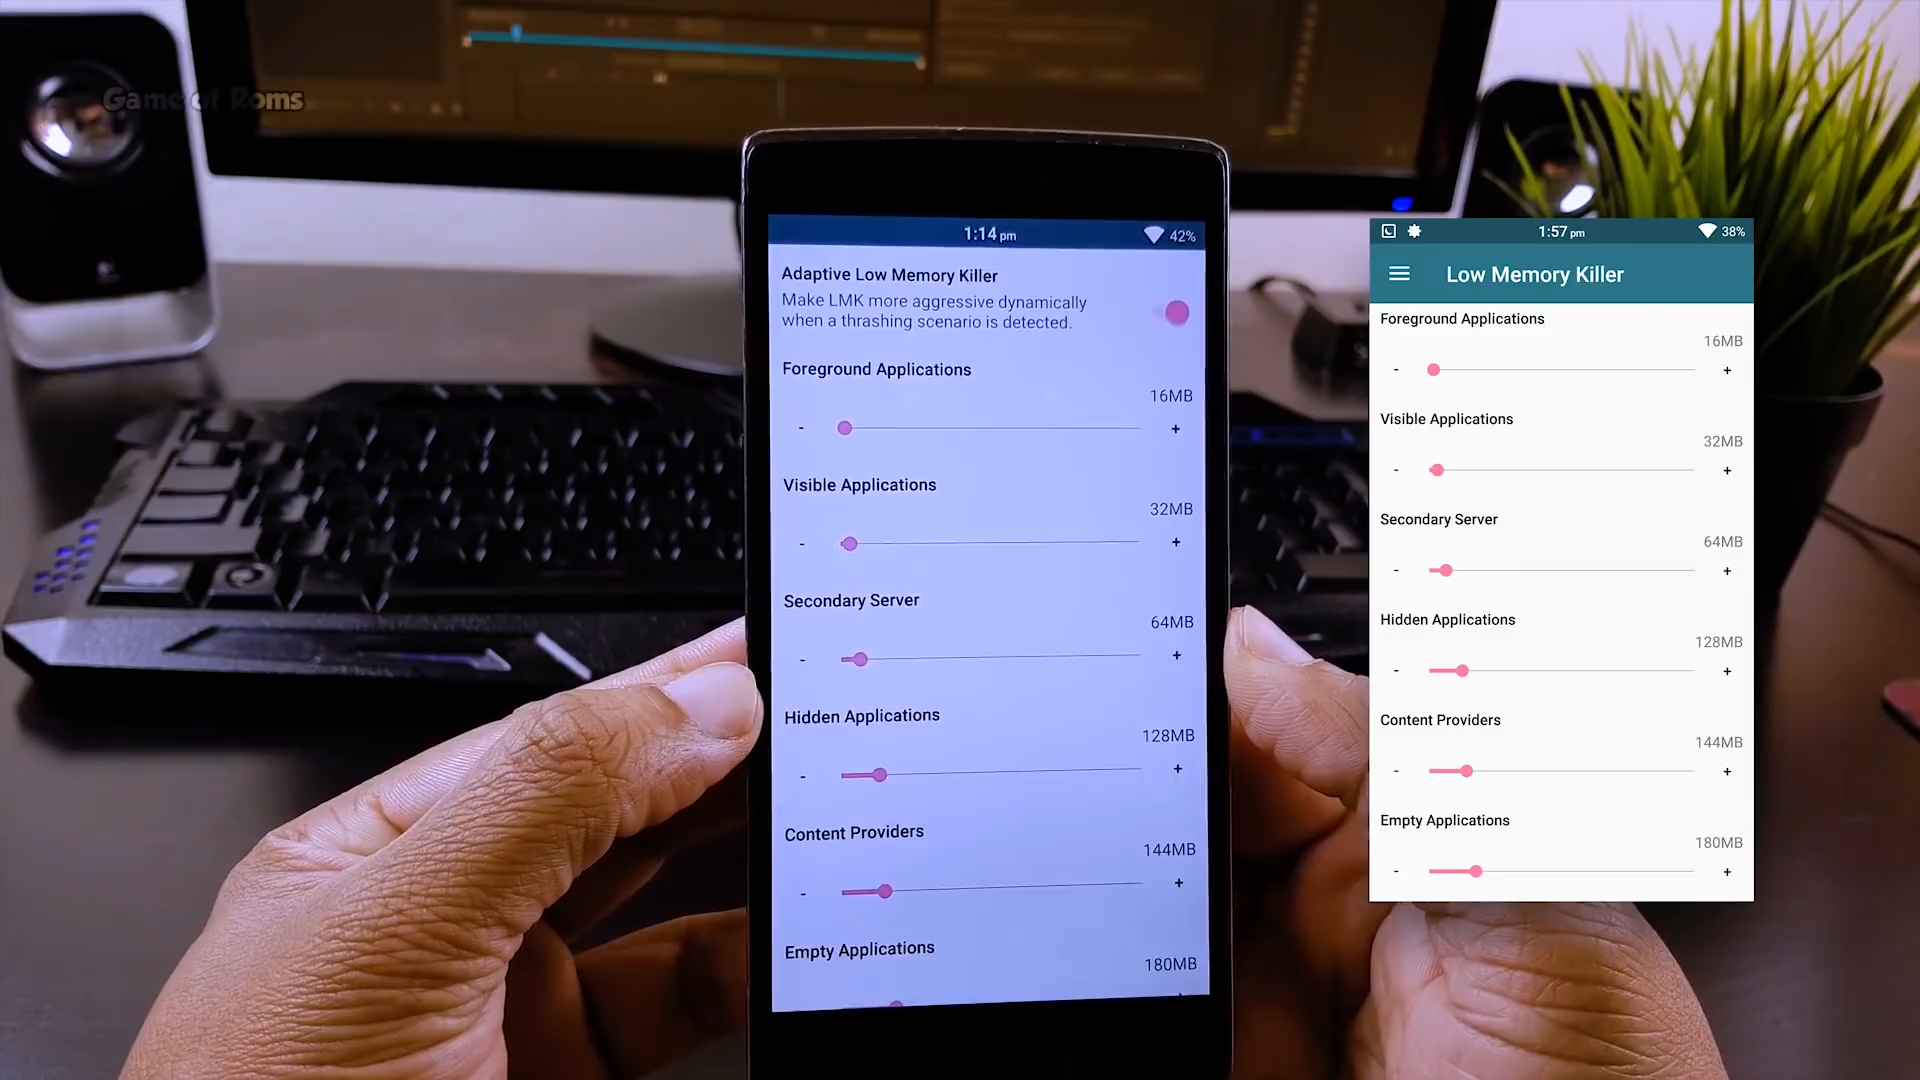 Game of Roms
1:14 pm
42%
Adaptive Low Memory Killer
Make LMK more aggressive dynamically
when a thrashing scenario is detected.
Foreground Applications
16MB
- +
Visible Applications
32MB
- +
Secondary Server
64MB
- +
Hidden Applications
128MB
- +
Content Providers
144MB
- +
Empty Applications
180MB
1:57 pm
38%
Low Memory Killer
Foreground Applications
16MB
- +
Visible Applications
32MB
- +
Secondary Server
64MB
- +
Hidden Applications
128MB
- +
Content Providers
144MB
- +
Empty Applications
180MB
- +